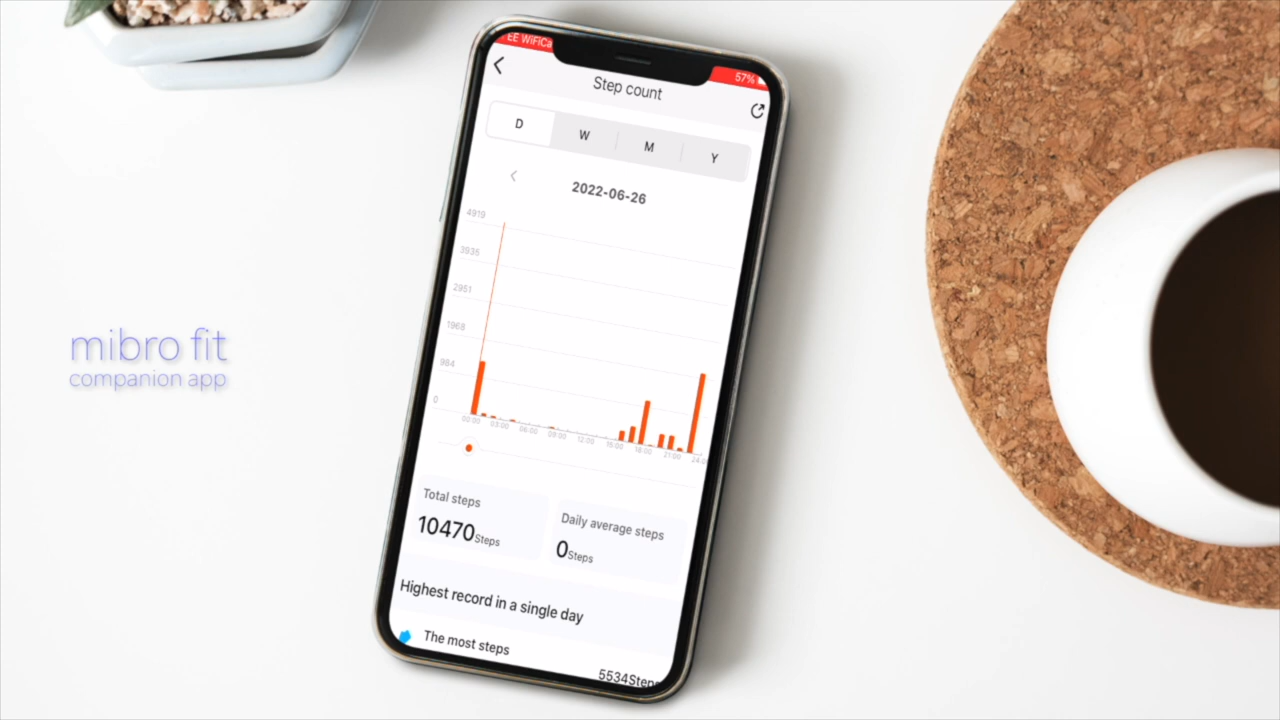 EE WiFiCa
57%
Step count
D W M Y
2022-06-26
4919
3935
2951
1968
984
0
00:00 03:00 06:00 09:00 12:00 15:00 18:00 21:00 24:0
mibro fit
companion app
Total steps
10470Steps
Daily average steps
0Steps
Highest record in a single day
The most steps
5534Steps